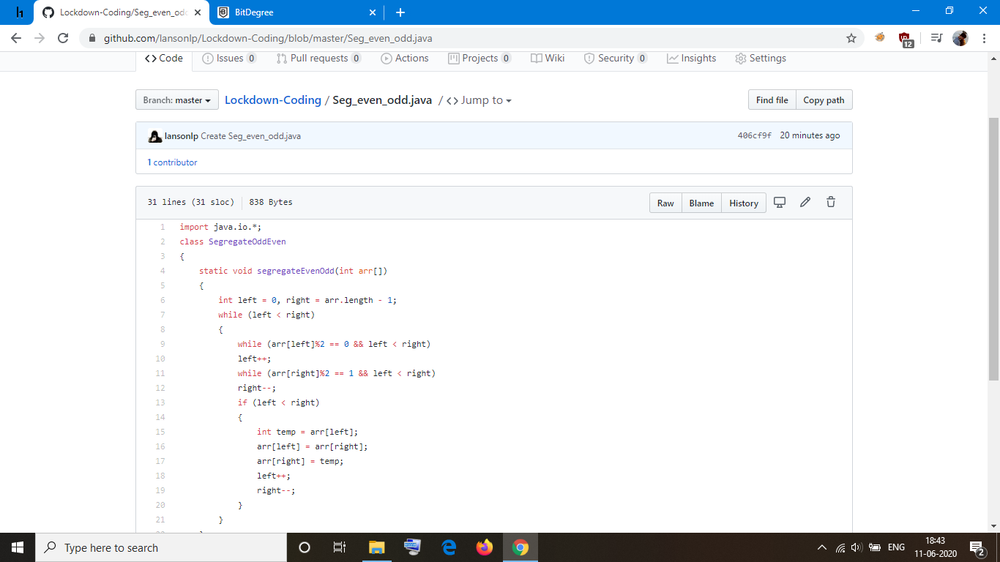 Lockdown-Coding/Seg_even_odd
BitDegree
github.com/lansonlp/Lockdown-Coding/blob/master/Seg_even_odd.java
12
Code Issues 0 Pull requests 0 Actions Projects 0 Wiki Security 0 Insights Settings
Branch: master Lockdown-Coding / Seg_even_odd.java / <> Jump to Find file Copy path
lansonlp Create Seg_even_odd.java 406cf9f 20 minutes ago
1 contributor
31 lines (31 sloc) 838 Bytes Raw Blame History
1 import java.io.*;
2 class SegregateOddEven
3 {
4 static void segregateEvenOdd(int arr[])
5 {
6 int left = 0, right = arr.length - 1;
7 while (left < right)
8 {
9 while (arr[left]%2 == 0 && left < right)
10 left++;
11 while (arr[right]%2 == 1 && left < right)
12 right--;
13 if (left < right)
14 {
15 int temp = arr[left];
16 arr[left] = arr[right];
17 arr[right] = temp;
18 left++;
19 right--;
20 }
21 }
Type here to search
ENG
18:43
11-06-2020
2